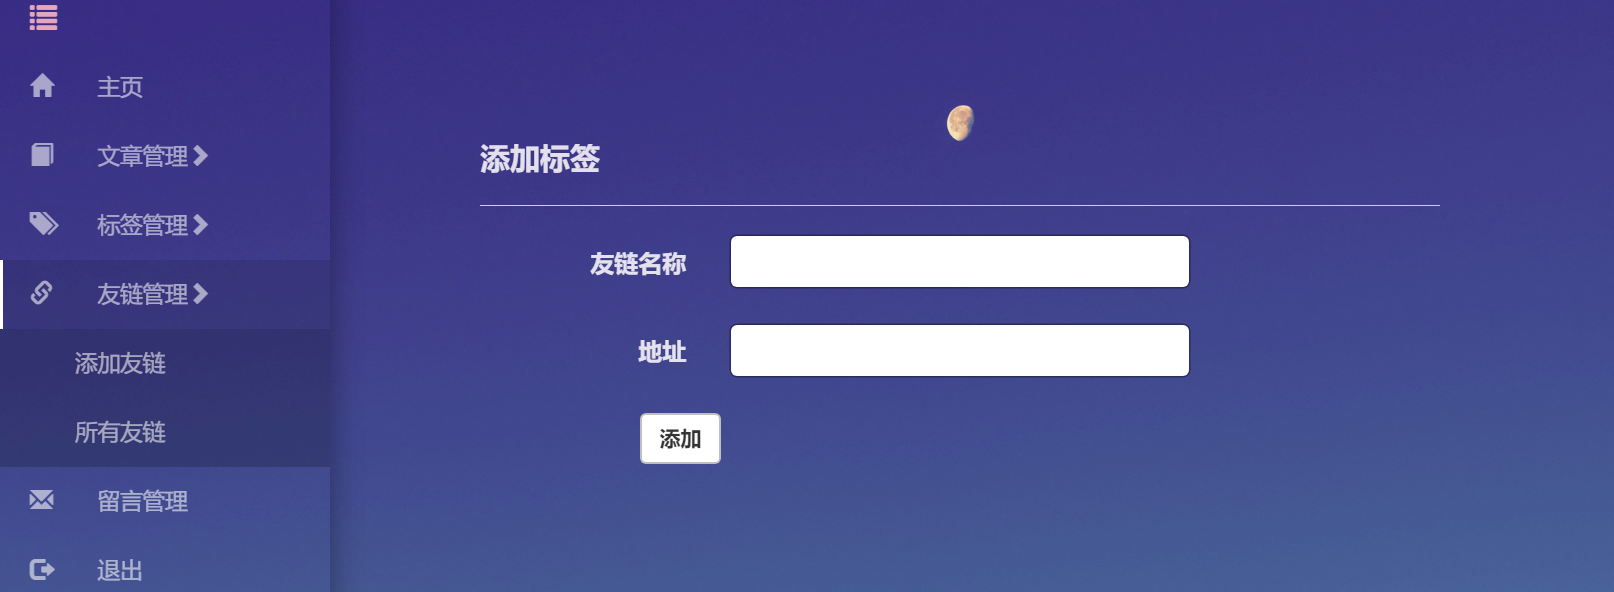 主页
文章管理
标签管理
友链管理
添加友链
所有友链
留言管理
退出
添加标签
友链名称
地址
添加